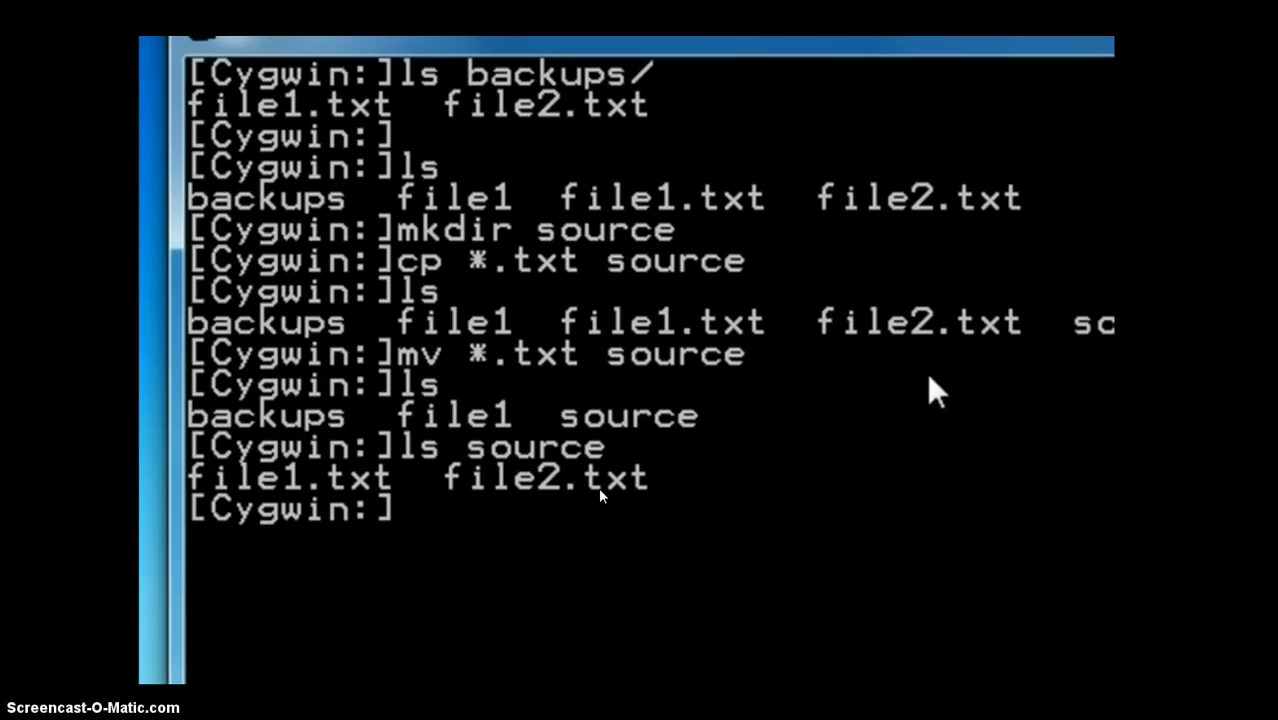 [Cygwin:]ls backups/
file1.txt file2.txt
[Cygwin:]
[Cygwin:]ls
backups file1 file1.txt file2.txt
[Cygwin:]mkdir source
[Cygwin:]cp *.txt source
[Cygwin:]ls
backups file1 file1.txt file2.txt so
[Cygwin:]mv *.txt source
[Cygwin:]ls
backups file1 source
[Cygwin:]ls source
file1.txt file2.txt
[Cygwin:]
Screencast-O-Matic.com